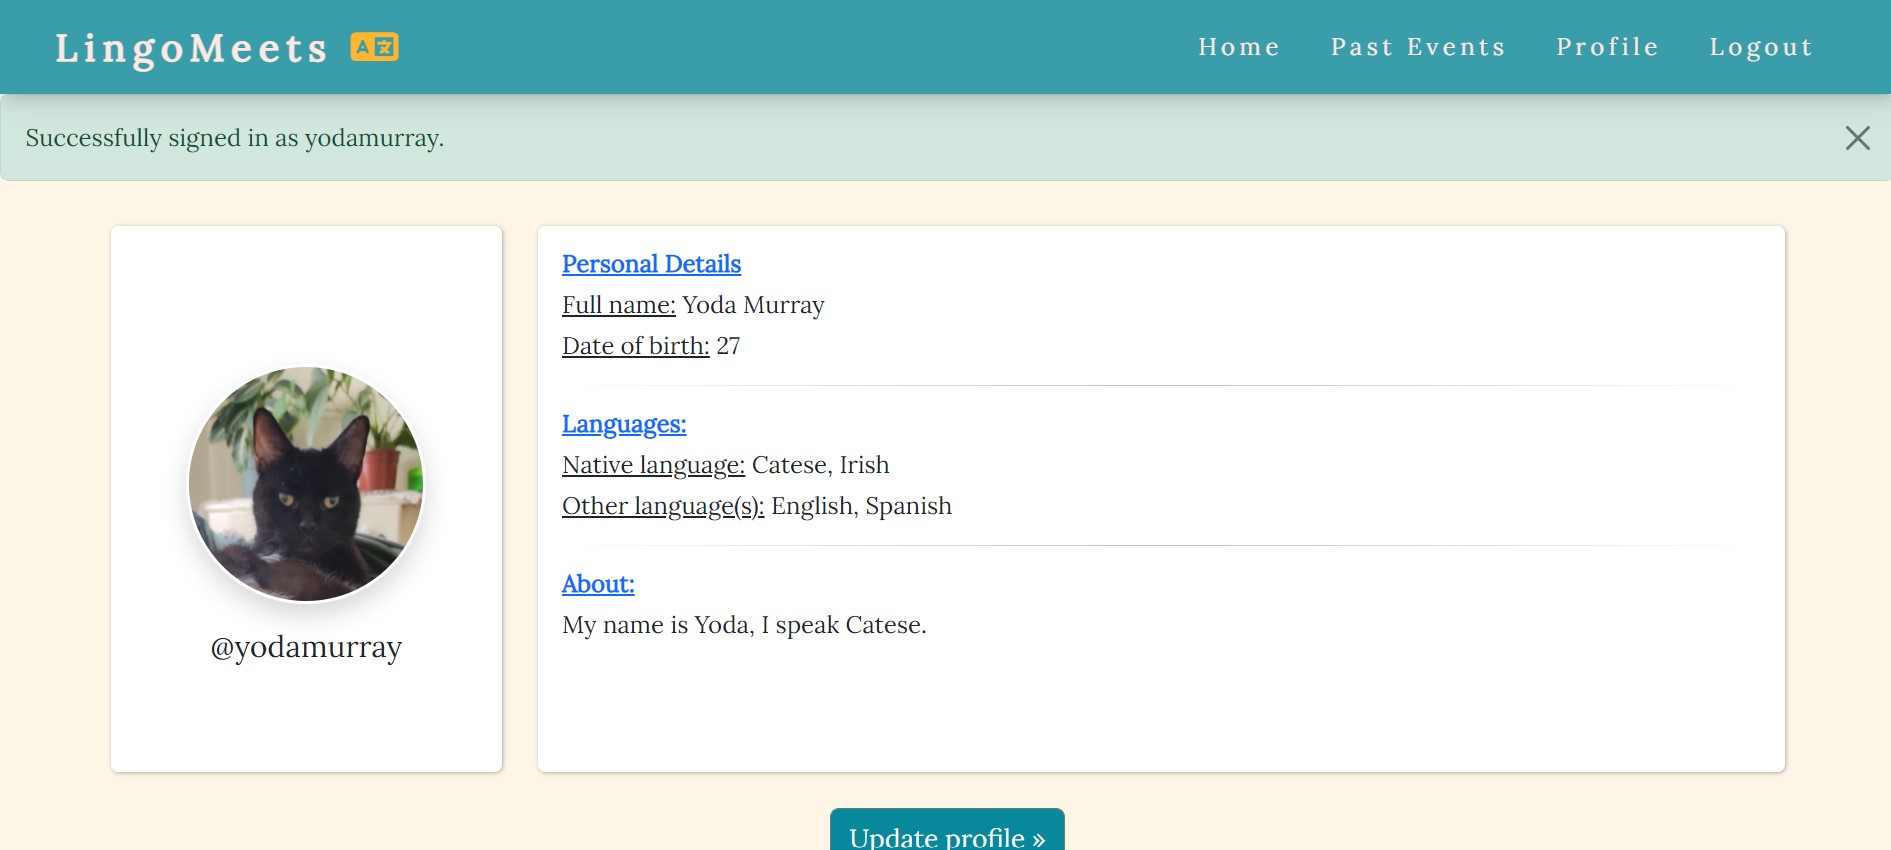 LingoMeets
Home Past Events Profile Logout
Successfully signed in as yodamurray.
@yodamurray
Personal Details
Full name: Yoda Murray
Date of birth: 27
Languages:
Native language: Catese, Irish
Other language(s): English, Spanish
About:
My name is Yoda, I speak Catese.
Update profile »